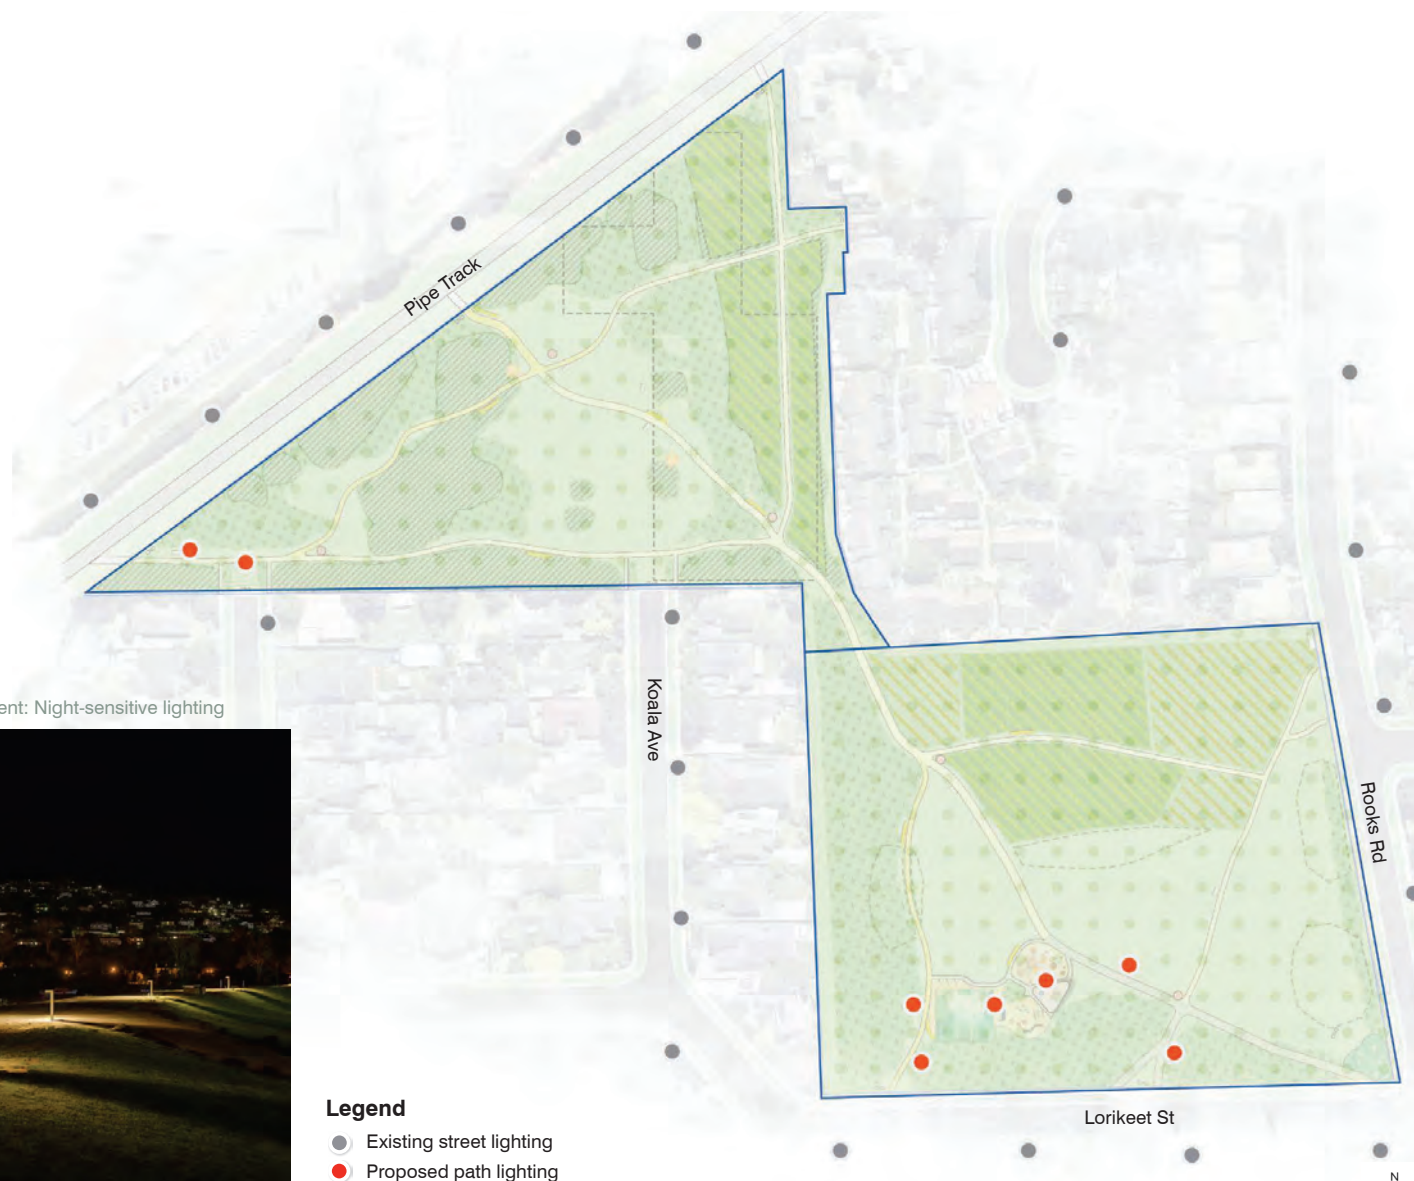 Pipe Track
Koala Ave
ent: Night-sensitive lighting
Rooks Rd
Lorikeet St
Legend
Existing street lighting
Proposed path lighting
N